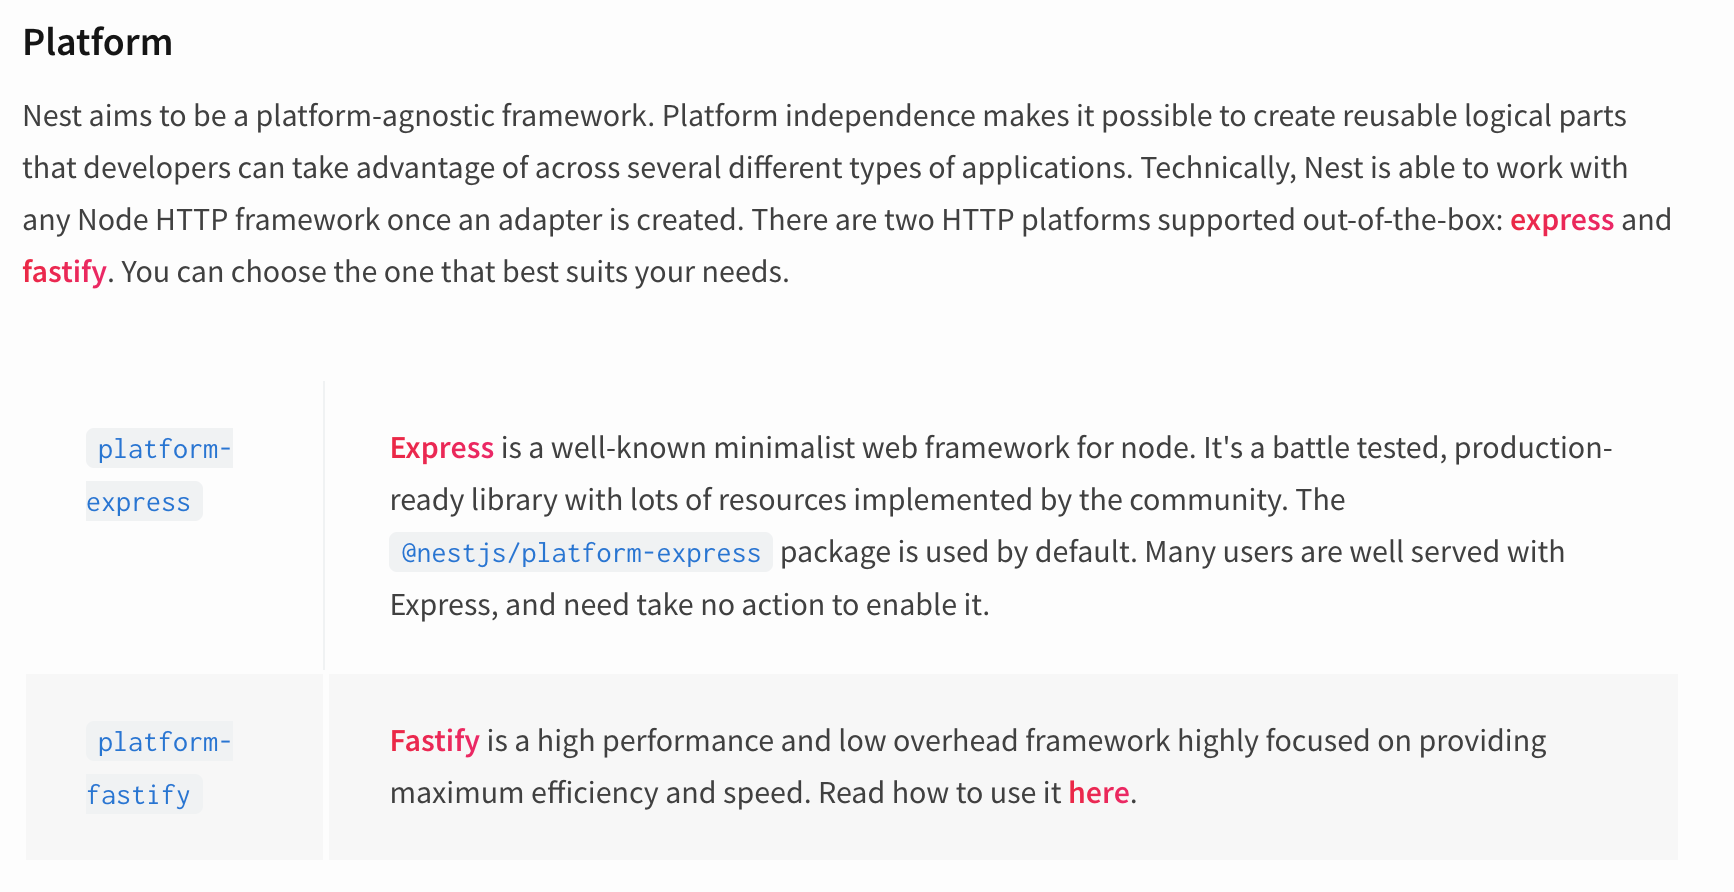 Platform
Nest aims to be a platform-agnostic framework. Platform independence makes it possible to create reusable logical parts
that developers can take advantage of across several different types of applications. Technically, Nest is able to work with
any Node HTTP framework once an adapter is created. There are two HTTP platforms supported out-of-the-box: express and
fastify. You can choose the one that best suits your needs.
platform-
express
Express is a well-known minimalist web framework for node. It's a battle tested, production-
ready library with lots of resources implemented by the community. The
@nestjs/platform-express package is used by default. Many users are well served with
Express, and need take no action to enable it.
platform-
fastify
Fastify is a high performance and low overhead framework highly focused on providing
maximum efficiency and speed. Read how to use it here.